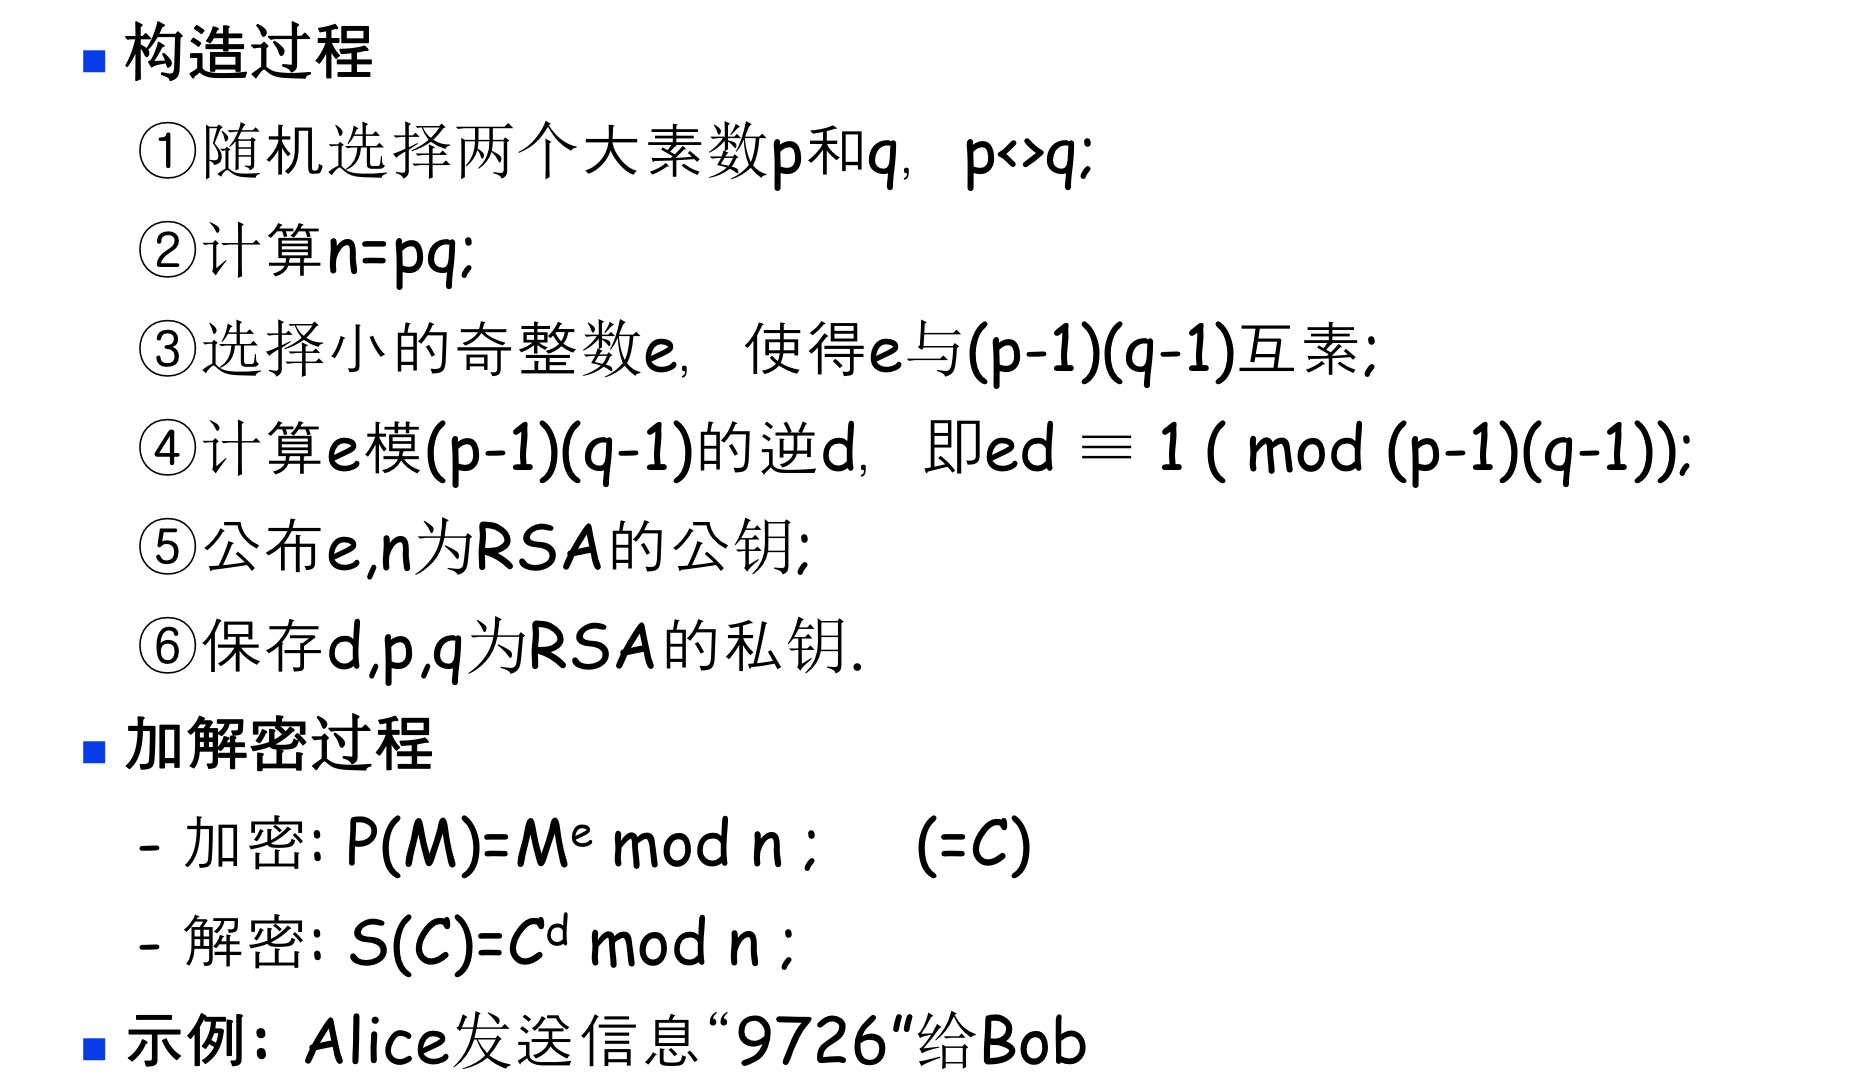 构造过程
①随机选择两个大素数p和q, p<>q;
②计算n=pq;
③选择小的奇整数e, 使得e与(p-1)(q-1)互素;
④计算e模(p-1)(q-1)的逆d, 即ed ≡ 1 ( mod (p-1)(q-1));
⑤公布e,n为RSA的公钥;
⑥保存d,p,q为RSA的私钥.
加解密过程
- 加密: P(M)=Mᵉ mod n ; (=C)
- 解密: S(C)=Cᵈ mod n ;
示例: Alice发送信息“9726”给Bob